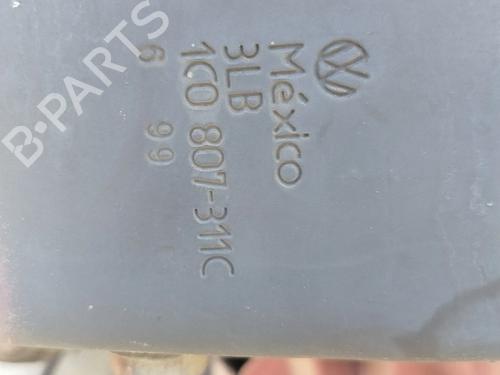 México
3LB
1C0 807-311C
6 99
B-PARTS